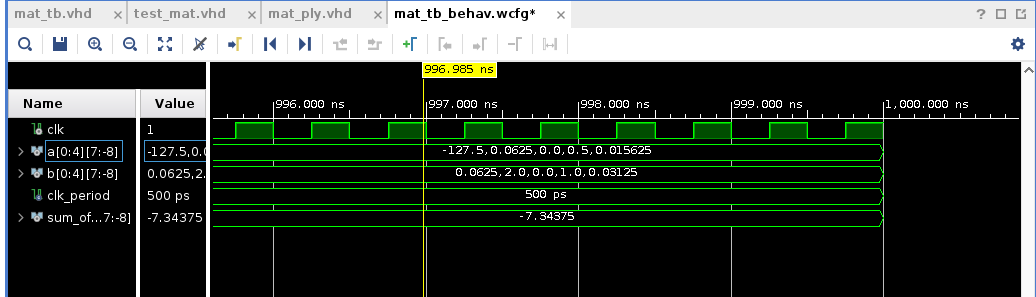 mat_tb.vhd × test_mat.vhd × mat_ply.vhd × mat_tb_behav.wcfg* ×
?
996.985 ns
Name Value
996.000 ns 997.000 ns 998.000 ns 999.000 ns 1,000.000 ns
clk 1
a[0:4][7:-8] -127.5,0.0 -127.5,0.0625,0.0,0.5,0.015625
b[0:4][7:-8] 0.0625,2. 0.0625,2.0,0.0,1.0,0.03125
clk_period 500 ps 500 ps
sum_of...7:-8] -7.34375 -7.34375